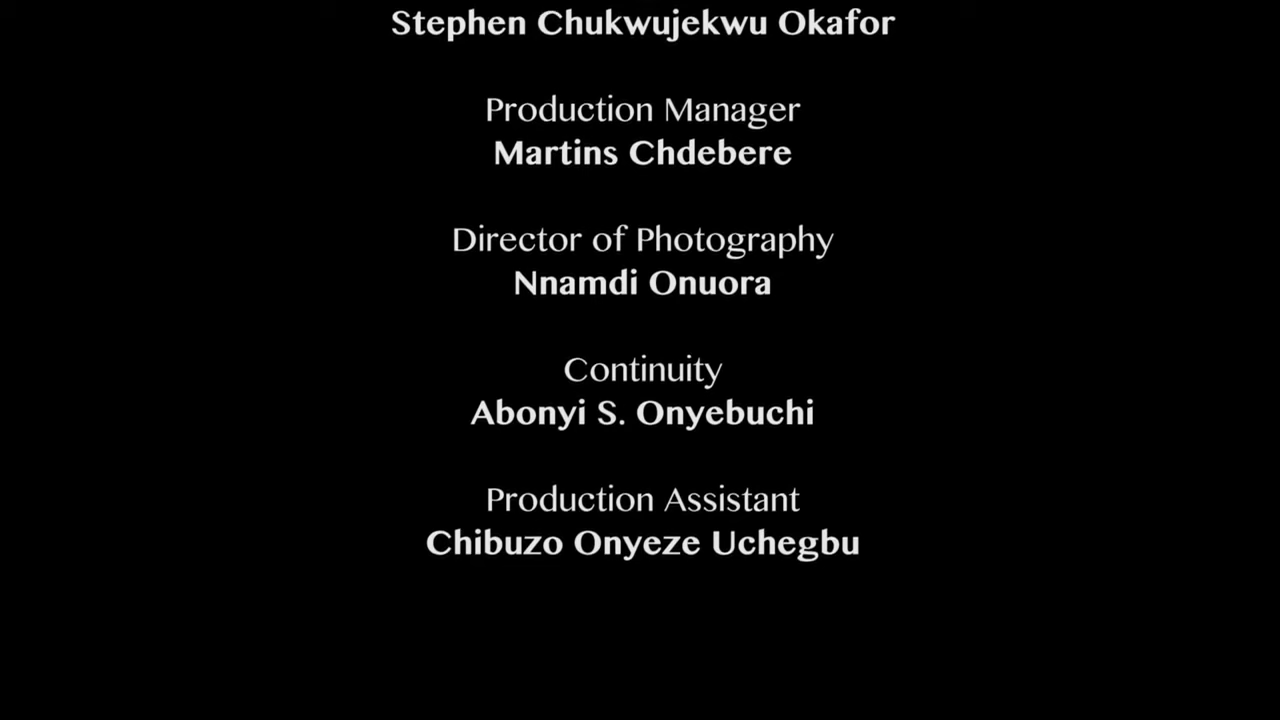 Stephen Chukwujekwu Okafor
Production Manager
Martins Chdebere
Director of Photography
Nnamdi Onuora
Continuity
Abonyi S. Onyebuchi
Production Assistant
Chibuzo Onyeze Uchegbu